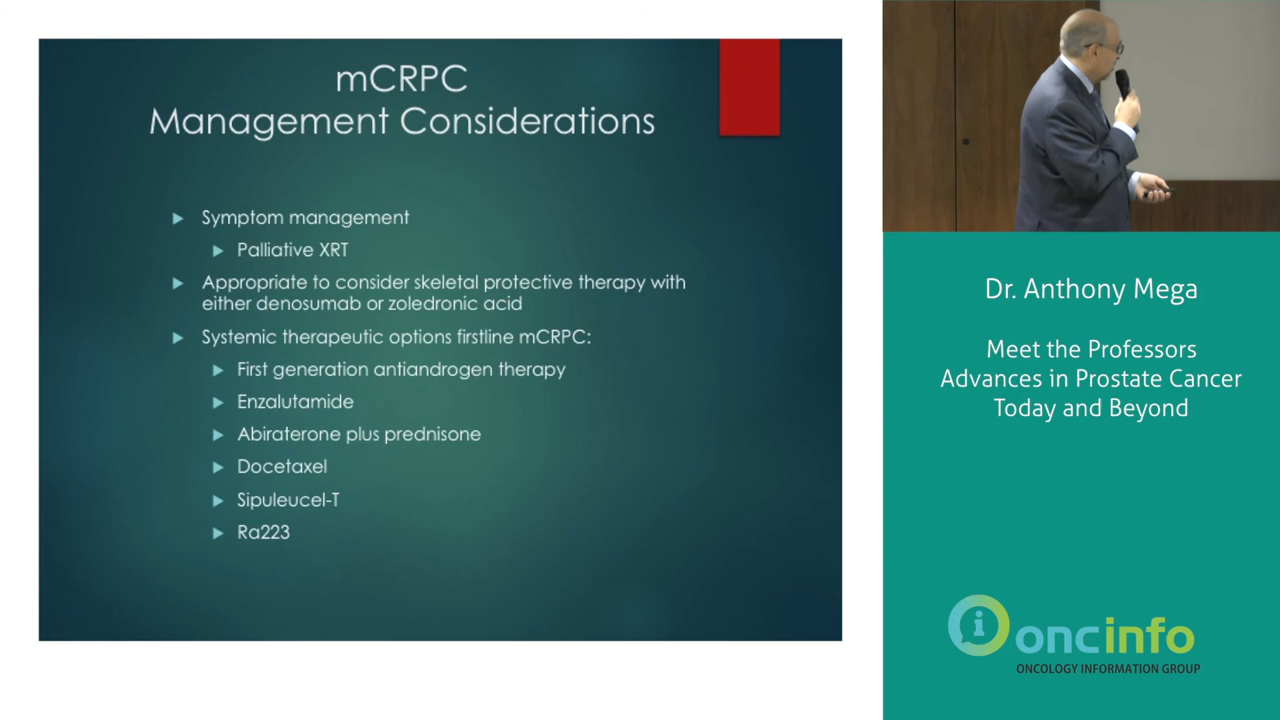 mCRPC
Management Considerations
Symptom management
Palliative XRT
Appropriate to consider skeletal protective therapy with
either denosumab or zoledronic acid
Systemic therapeutic options firstline mCRPC:
First generation antiandrogen therapy
Enzalutamide
Abiraterone plus prednisone
Docetaxel
Sipuleucel-T
Ra223
Dr. Anthony Mega
Meet the Professors
Advances in Prostate Cancer
Today and Beyond
i oncinfo
ONCOLOGY INFORMATION GROUP